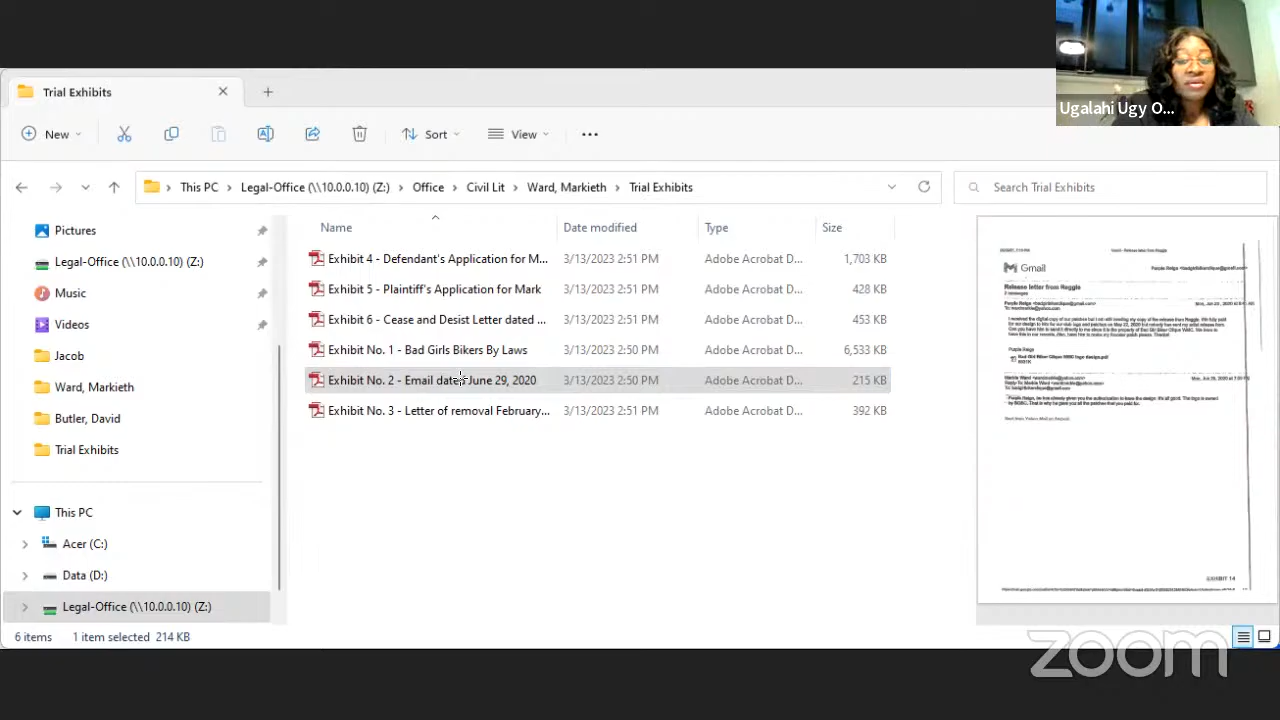 Ugalahi Ugy O...
Trial Exhibits
New
Sort
View
This PC
Legal-Office (\\10.0.0.10) (Z:)
Office
Civil Lit
Ward, Markieth
Trial Exhibits
Search Trial Exhibits
Name
Date modified
Type
Size
Pictures
Legal-Office (\\10.0.0.10) (Z:)
Music
Videos
Jacob
Ward, Markieth
Butler, David
Trial Exhibits
This PC
Acer (C:)
Data (D:)
Legal-Office (\\10.0.0.10) (Z:)
Exhibit 4 - Defendant's Application for M... 3/13/2023 2:51 PM Adobe Acrobat D... 1,703 KB
Exhibit 5 - Plaintiff's Application for Mark 3/13/2023 2:51 PM Adobe Acrobat D... 428 KB
Cease and Desist Letter 3/13/2023 2:50 PM Adobe Acrobat D... 453 KB
Exhibit No. 1 - Bad Girls Bikers By Laws 3/13/2023 2:50 PM Adobe Acrobat D... 6,533 KB
Exhibit No. 2 - Email dated June 29, 2020 3/13/2023 2:50 PM Adobe Acrobat D... 215 KB
Exhibit No. 3 - Letter of removal February... 3/13/2023 2:51 PM Adobe Acrobat D... 392 KB
Gmail
Release letter from Reggie
EXHIBIT 14
6 items 1 item selected 214 KB
zoom